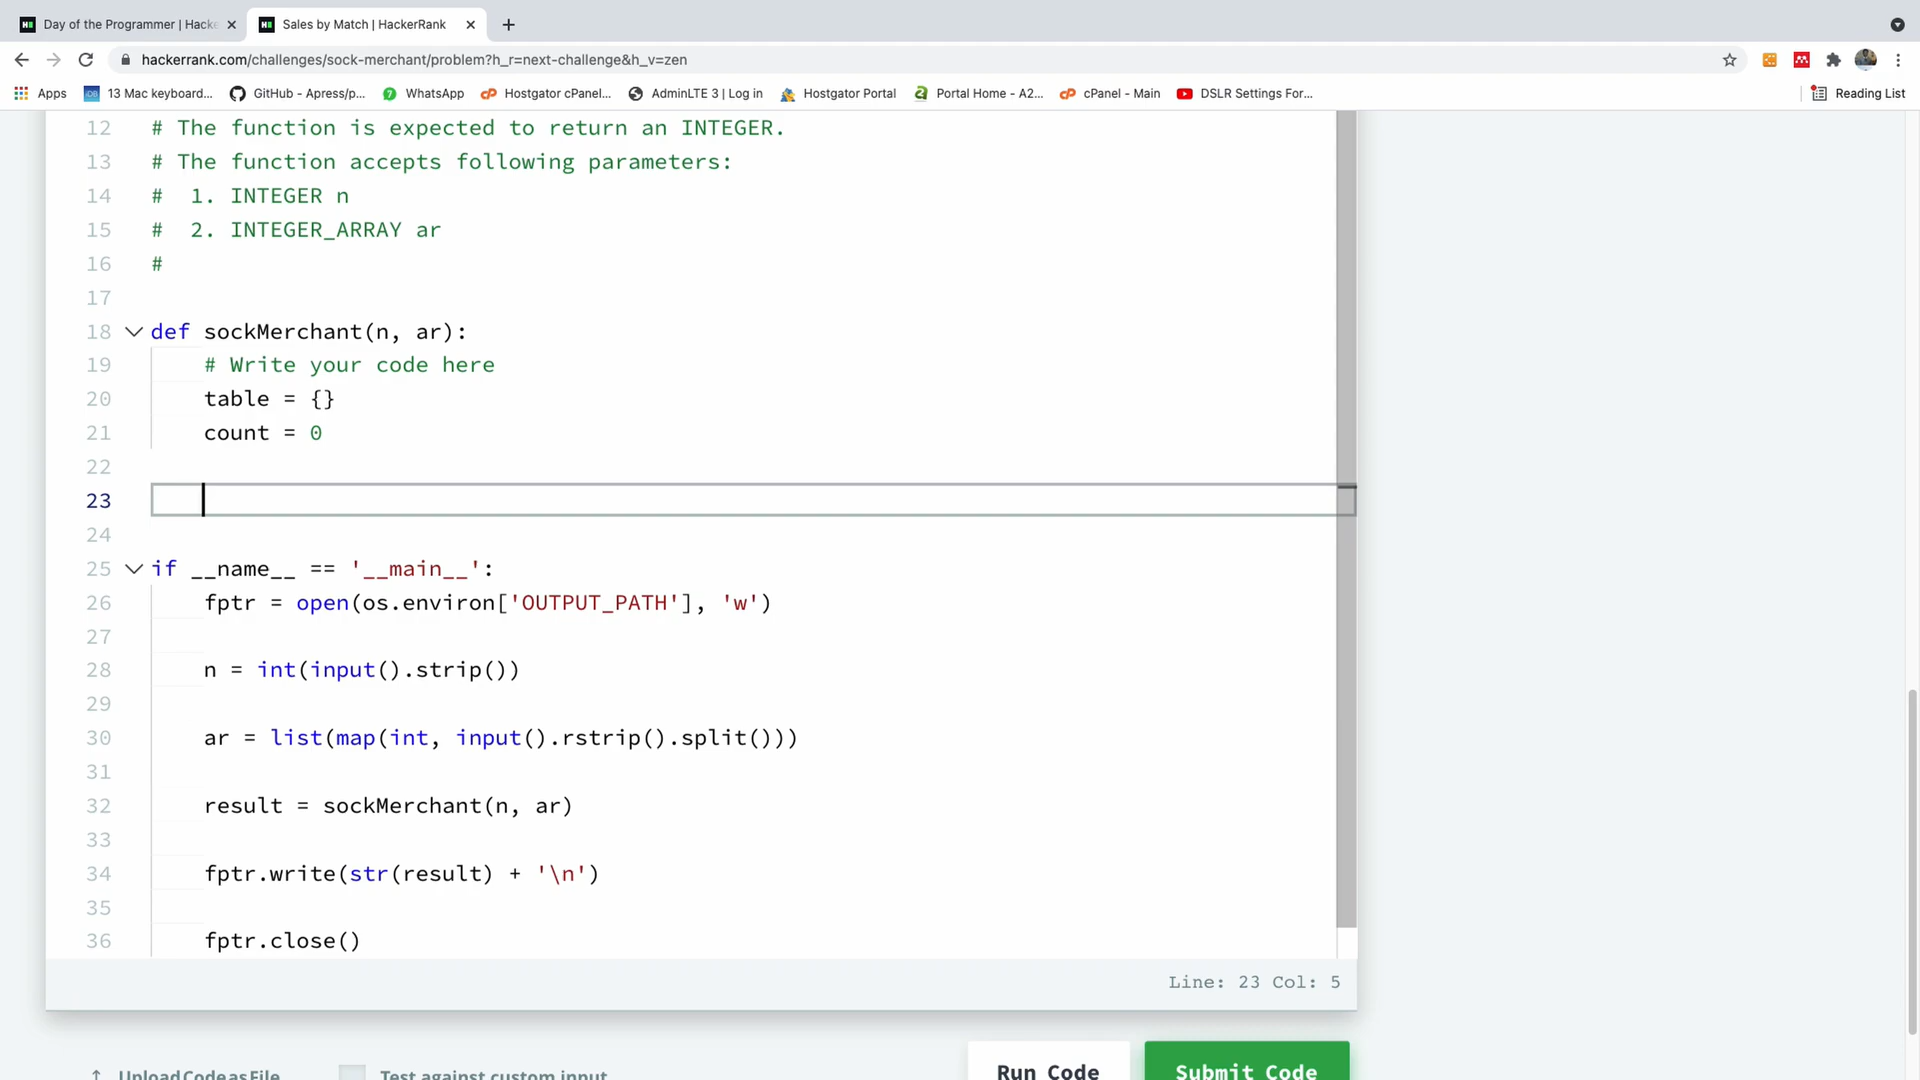 Day of the Programmer | Hacke
Sales by Match | HackerRank
hackerrank.com/challenges/sock-merchant/problem?h_r=next-challenge&h_v=zen
Apps
13 Mac keyboard...
GitHub - Apress/p...
WhatsApp
Hostgator cPanel...
AdminLTE 3 | Log in
Hostgator Portal
Portal Home - A2...
cPanel - Main
DSLR Settings For...
Reading List
12 # The function is expected to return an INTEGER.
13 # The function accepts following parameters:
14 #  1. INTEGER n
15 #  2. INTEGER_ARRAY ar
16 #
17
18 def sockMerchant(n, ar):
19     # Write your code here
20     table = {}
21     count = 0
22
23
24
25 if __name__ == '__main__':
26     fptr = open(os.environ['OUTPUT_PATH'], 'w')
27
28     n = int(input().strip())
29
30     ar = list(map(int, input().rstrip().split()))
31
32     result = sockMerchant(n, ar)
33
34     fptr.write(str(result) + '\n')
35
36     fptr.close()
Line: 23 Col: 5
Upload Code as File
Test against custom input
Run Code
Submit Code